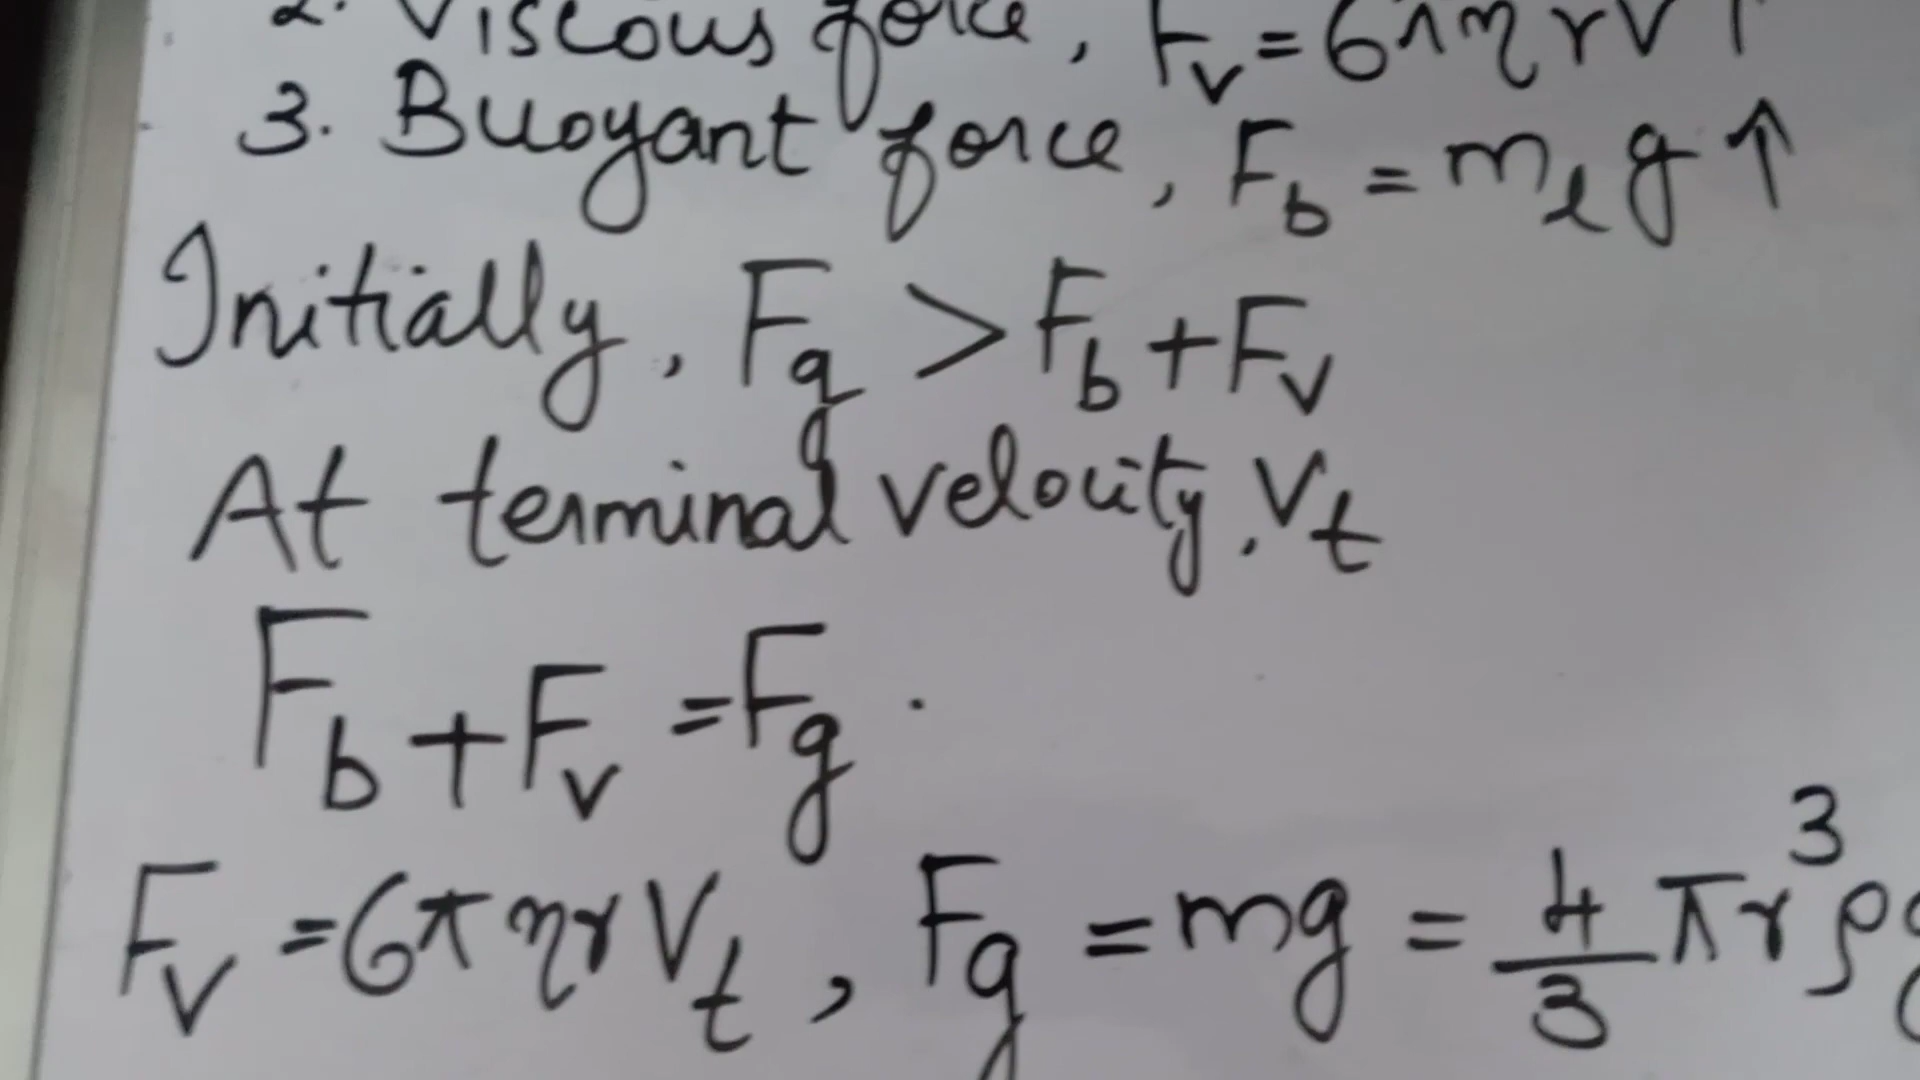 2. Viscous force, Fv = 6πηrV↑
3. Buoyant force, Fb = mlg↑
Initially, Fg > Fb + Fv
At terminal velocity, Vt
Fb + Fv = Fg.
Fv = 6πηrVt, Fg = mg = 4/3 πr³ρg